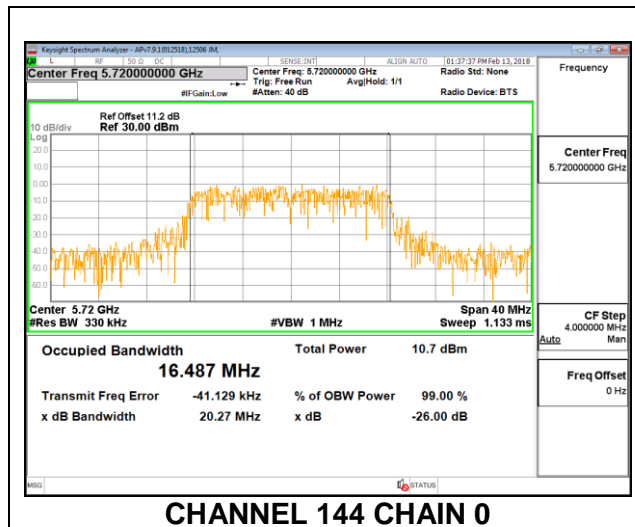 Keysight Spectrum Analyzer - APv7.9.1(012518),12506 JM,
L RF 50 Ω DC SENSE:INT ALIGN AUTO 01:37:37 PM Feb 13, 2018
Center Freq 5.720000000 GHz
Center Freq: 5.720000000 GHz
Radio Std: None
Trig: Free Run Avg|Hold: 1/1
#IFGain:Low #Atten: 40 dB Radio Device: BTS
Frequency
Ref Offset 11.2 dB
10 dB/div Ref 30.00 dBm
Log
20.0
10.0
0.00
-10.0
-20.0
-30.0
-40.0
-50.0
-60.0
Center Freq
5.720000000 GHz
Center 5.72 GHz Span 40 MHz
#Res BW 330 kHz #VBW 1 MHz Sweep 1.133 ms
CF Step
4.000000 MHz
Auto Man
Occupied Bandwidth Total Power 10.7 dBm
16.487 MHz
Transmit Freq Error -41.129 kHz % of OBW Power 99.00 %
x dB Bandwidth 20.27 MHz x dB -26.00 dB
Freq Offset
0 Hz
MSG STATUS
CHANNEL 144 CHAIN 0